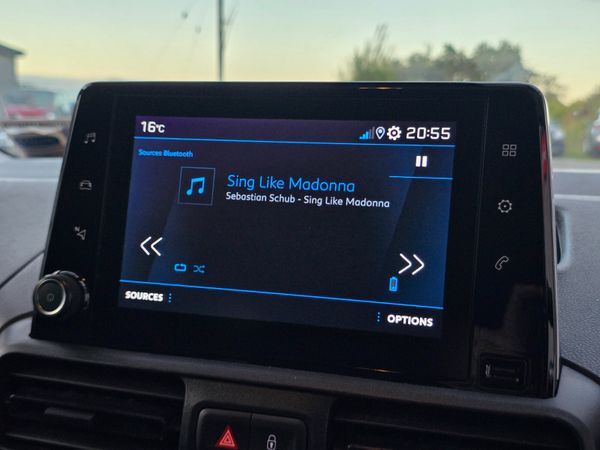 16°C
20:55
Sources Bluetooth
Sing Like Madonna
Sebastian Schub - Sing Like Madonna
SOURCES
OPTIONS
N